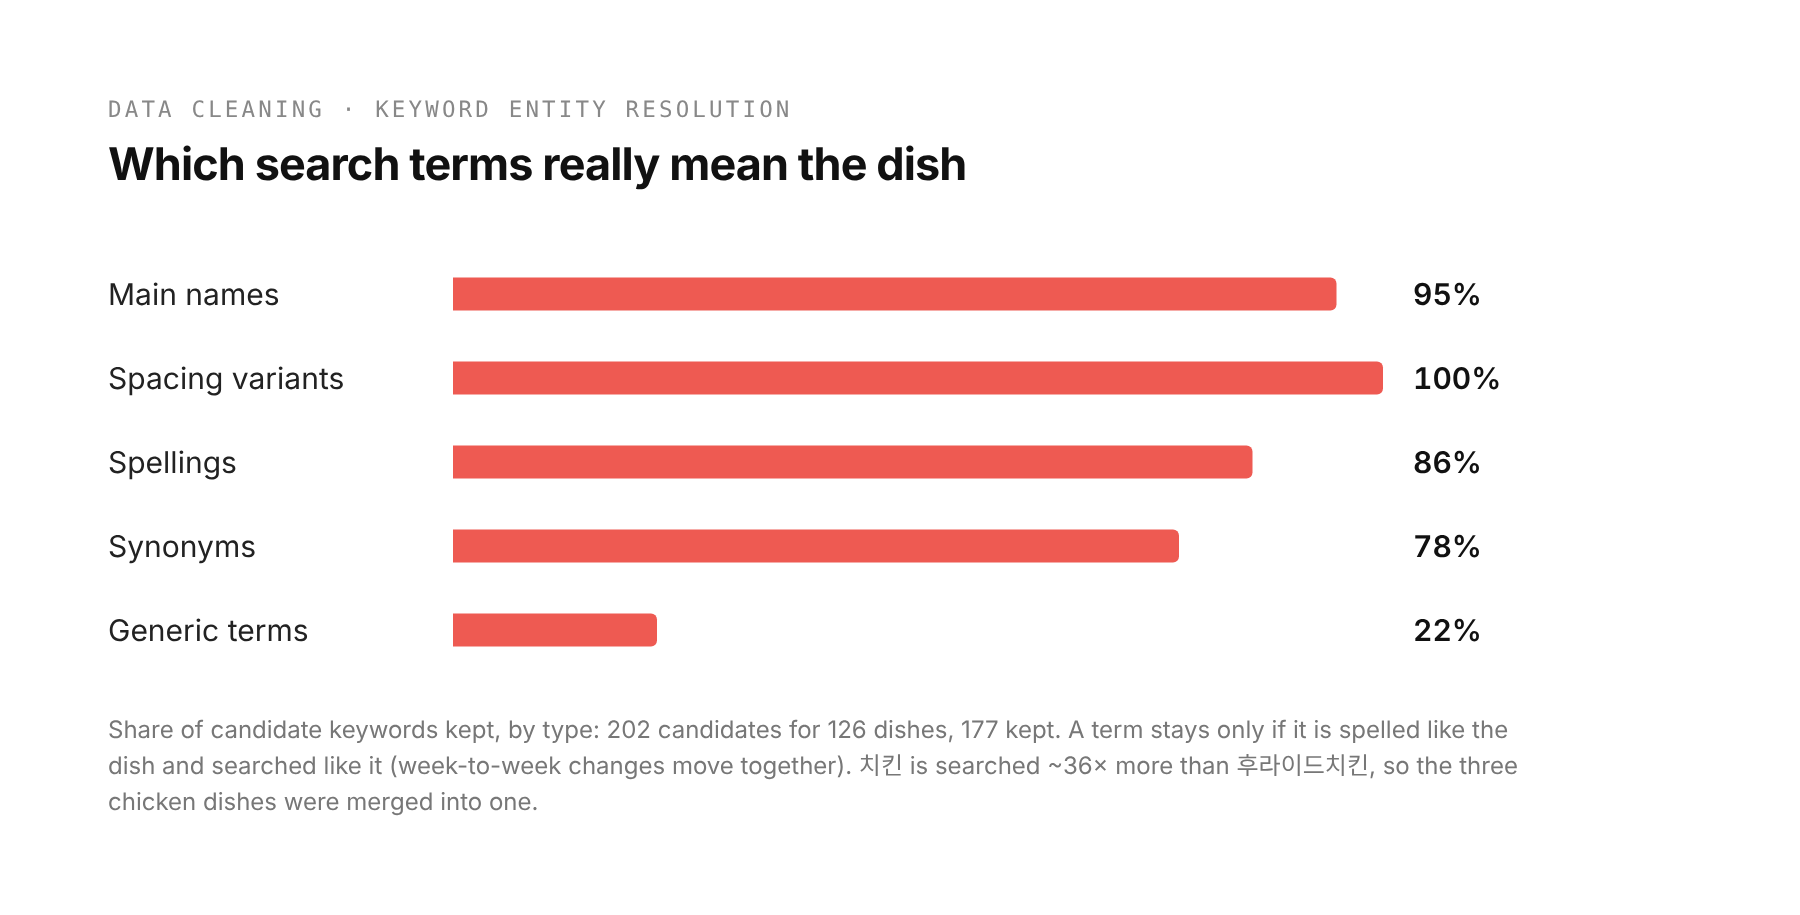 DATA CLEANING · KEYWORD ENTITY RESOLUTION
Which search terms really mean the dish
Main names 95%
Spacing variants 100%
Spellings 86%
Synonyms 78%
Generic terms 22%
Share of candidate keywords kept, by type: 202 candidates for 126 dishes, 177 kept. A term stays only if it is spelled like the
dish and searched like it (week-to-week changes move together). 치킨 is searched ~36× more than 후라이드치킨, so the three
chicken dishes were merged into one.